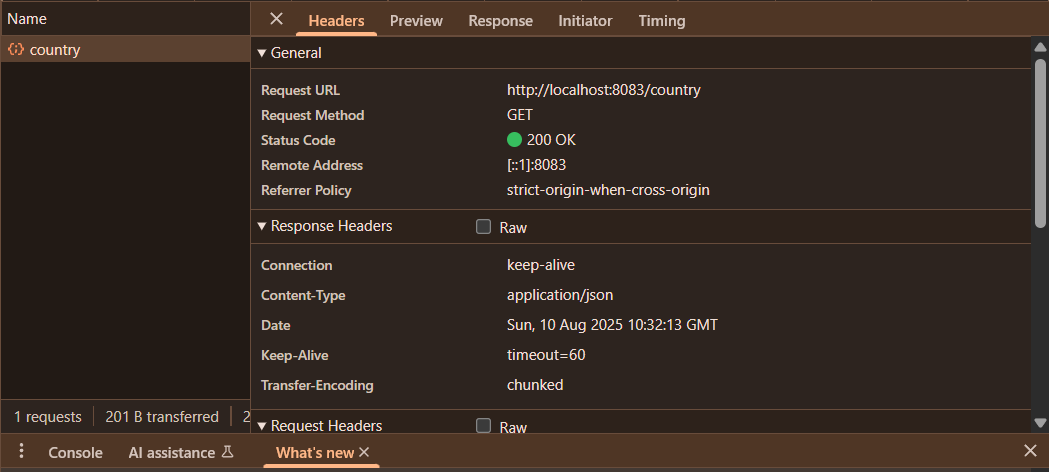 Name
Headers Preview Response Initiator Timing
country
General
Request URL http://localhost:8083/country
Request Method GET
Status Code 200 OK
Remote Address [::1]:8083
Referrer Policy strict-origin-when-cross-origin
Response Headers Raw
Connection keep-alive
Content-Type application/json
Date Sun, 10 Aug 2025 10:32:13 GMT
Keep-Alive timeout=60
Transfer-Encoding chunked
1 requests 201 B transferred 2
Request Headers Raw
Console AI assistance What's new